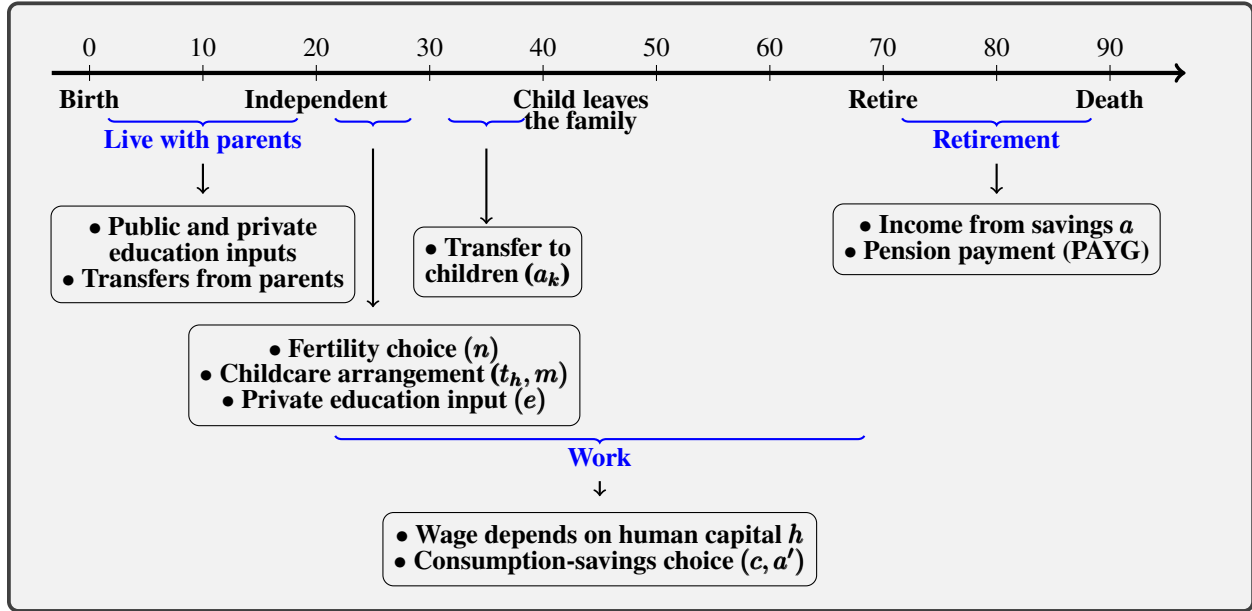 0 10 20 30 40 50 60 70 80 90
Birth Independent Child leaves Retire Death
the family
Live with parents Retirement
• Public and private
education inputs
• Transfers from parents
• Transfer to
children (a_k)
• Income from savings a
• Pension payment (PAYG)
• Fertility choice (n)
• Childcare arrangement (t_h, m)
• Private education input (e)
Work
• Wage depends on human capital h
• Consumption-savings choice (c, a′)